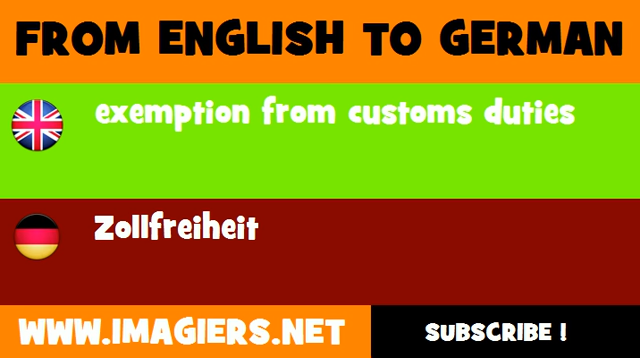 FROM ENGLISH TO GERMAN
exemption from customs duties
Zollfreiheit
WWW.IMAGIERS.NET
SUBSCRIBE !